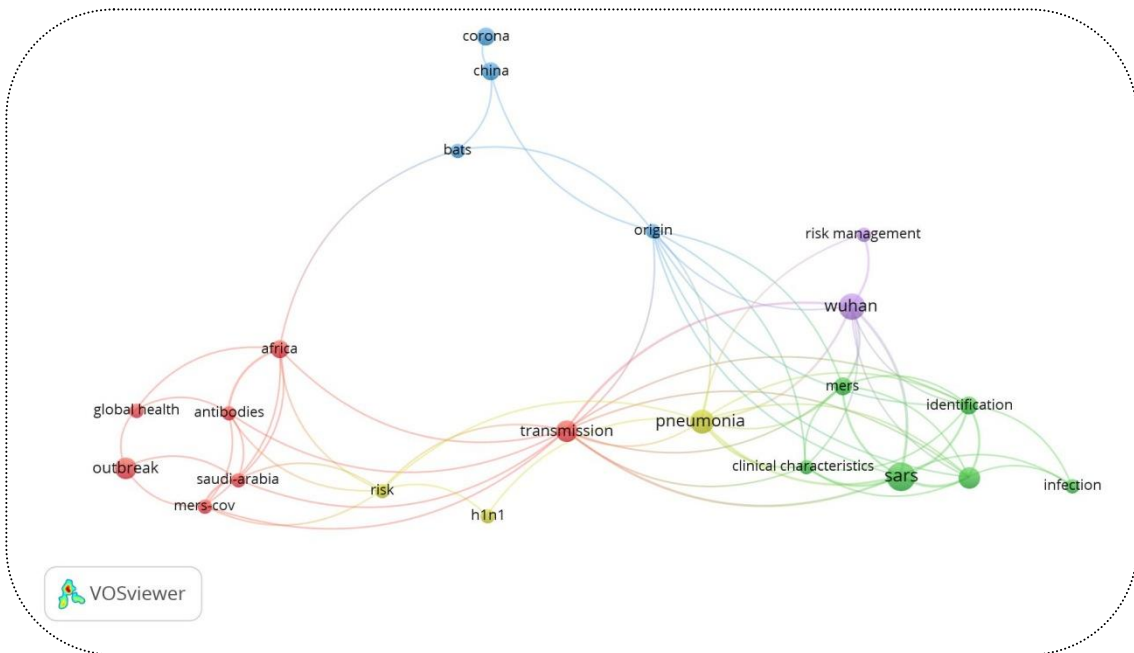 corona
china
bats
origin
risk management
wuhan
africa
mers
global health
antibodies
identification
transmission
pneumonia
outbreak
saudi-arabia
clinical characteristics
sars
infection
risk
mers-cov
h1n1
VOSviewer